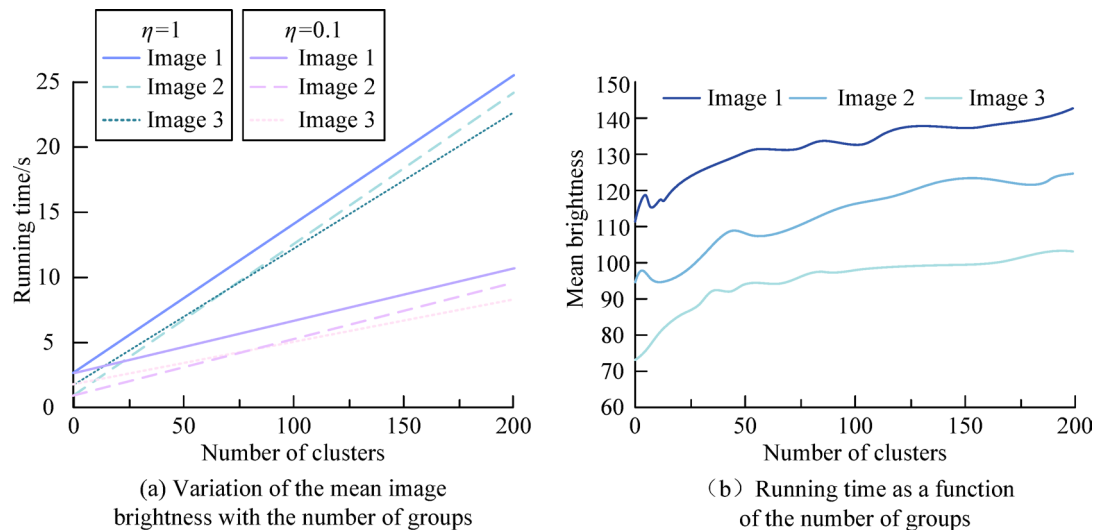 η=1
Image 1
Image 2
Image 3
η=0.1
Image 1
Image 2
Image 3
25
20
15
10
5
0
Running time/s
0 50 100 150 200
Number of clusters
(a) Variation of the mean image
brightness with the number of groups
Image 1 Image 2 Image 3
150
140
130
120
110
100
90
80
70
60
Mean brightness
0 50 100 150 200
Number of clusters
（b） Running time as a function
of the number of groups